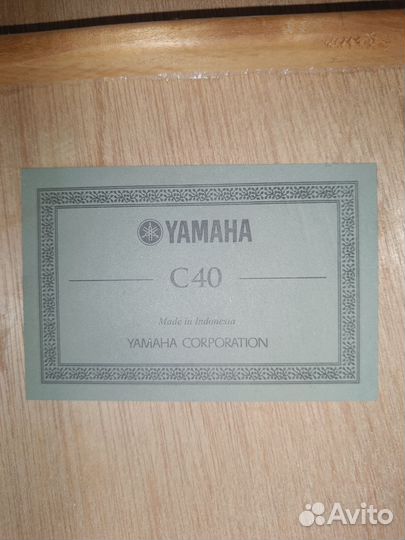 YAMAHA
C40
Made in Indonesia
YAMAHA CORPORATION
Avito